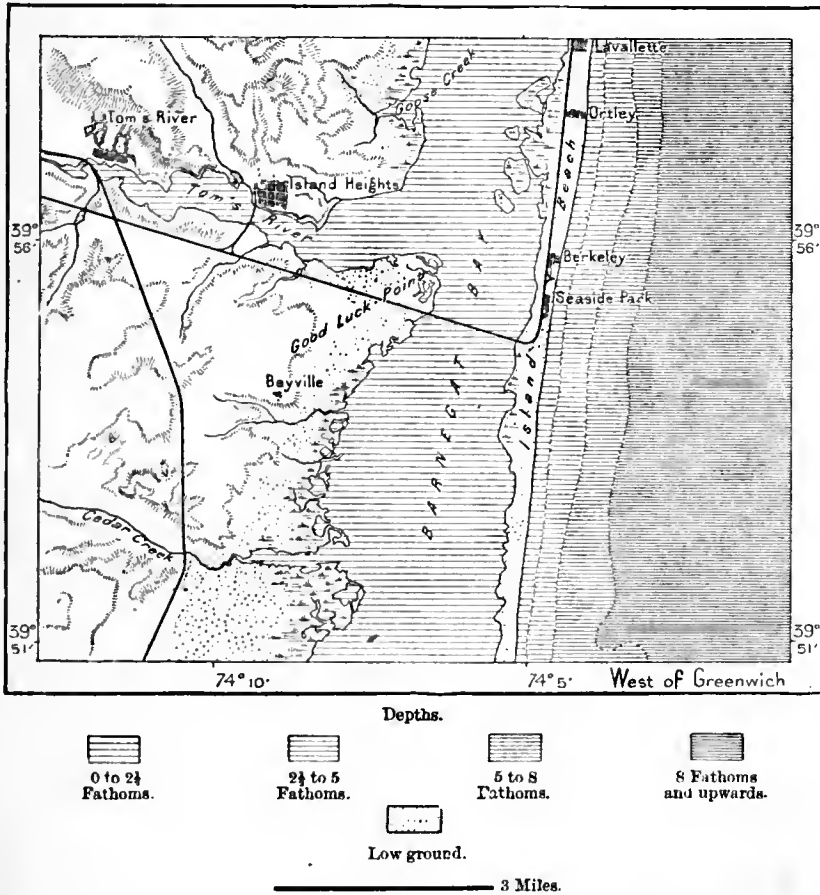 Lavallette
Goose Creek
Ortley
Tom's River
Island Heights
Tom's River
Beach
39° 56'
39° 56'
Berkeley
BAY
Good Luck Point
Seaside Park
Bayville
BARNEGAT
Island
Cedar Creek
39° 51'
39° 51'
74° 10'
74° 5'
West of Greenwich
Depths.
0 to 2½ Fathoms.
2½ to 5 Fathoms.
5 to 8 Fathoms.
8 Fathoms and upwards.
Low ground.
3 Miles.